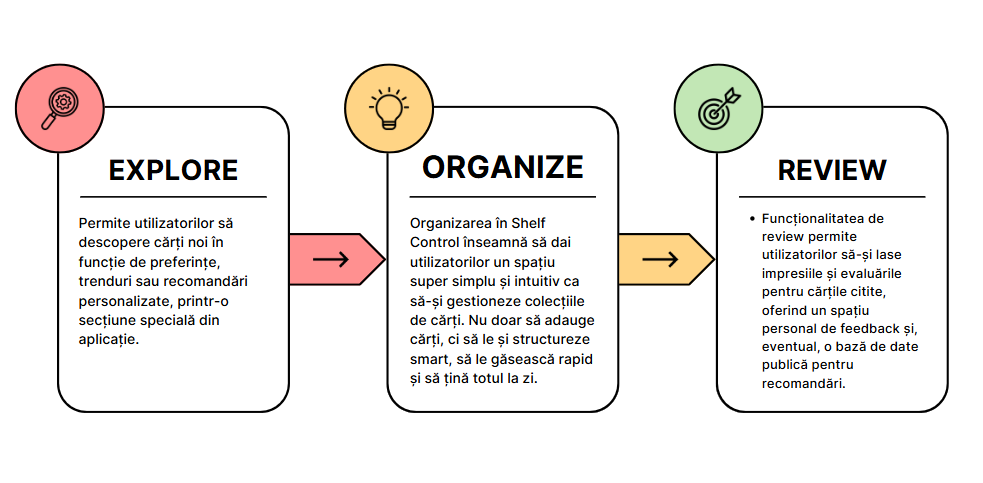 EXPLORE
Permite utilizatorilor să
descopere cărți noi în
funcție de preferințe,
trenduri sau recomandări
personalizate, printr-o
secțiune specială din
aplicație.
ORGANIZE
Organizarea în Shelf
Control înseamnă să dai
utilizatorilor un spațiu
super simplu și intuitiv ca
să-și gestioneze colecțiile
de cărți. Nu doar să adauge
cărți, ci să le și structureze
smart, să le găsească rapid
și să țină totul la zi.
REVIEW
• Funcționalitatea de
review permite
utilizatorilor să-și lase
impresiile și evaluările
pentru cărțile citite,
oferind un spațiu
personal de feedback și,
eventual, o bază de date
publică pentru
recomandări.